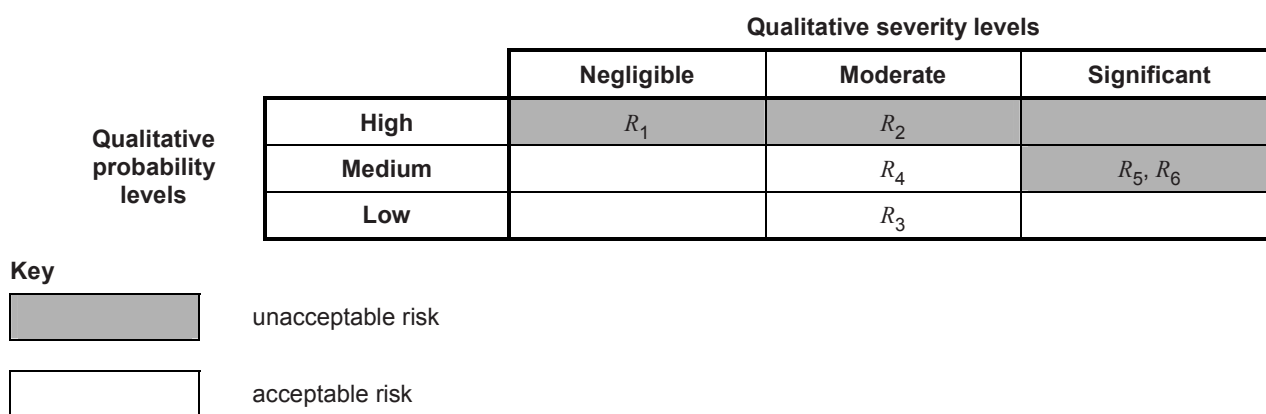 Qualitative severity levels
Negligible Moderate Significant
Qualitative probability levels
High R1 R2
Medium R4 R5, R6
Low R3
Key
unacceptable risk
acceptable risk